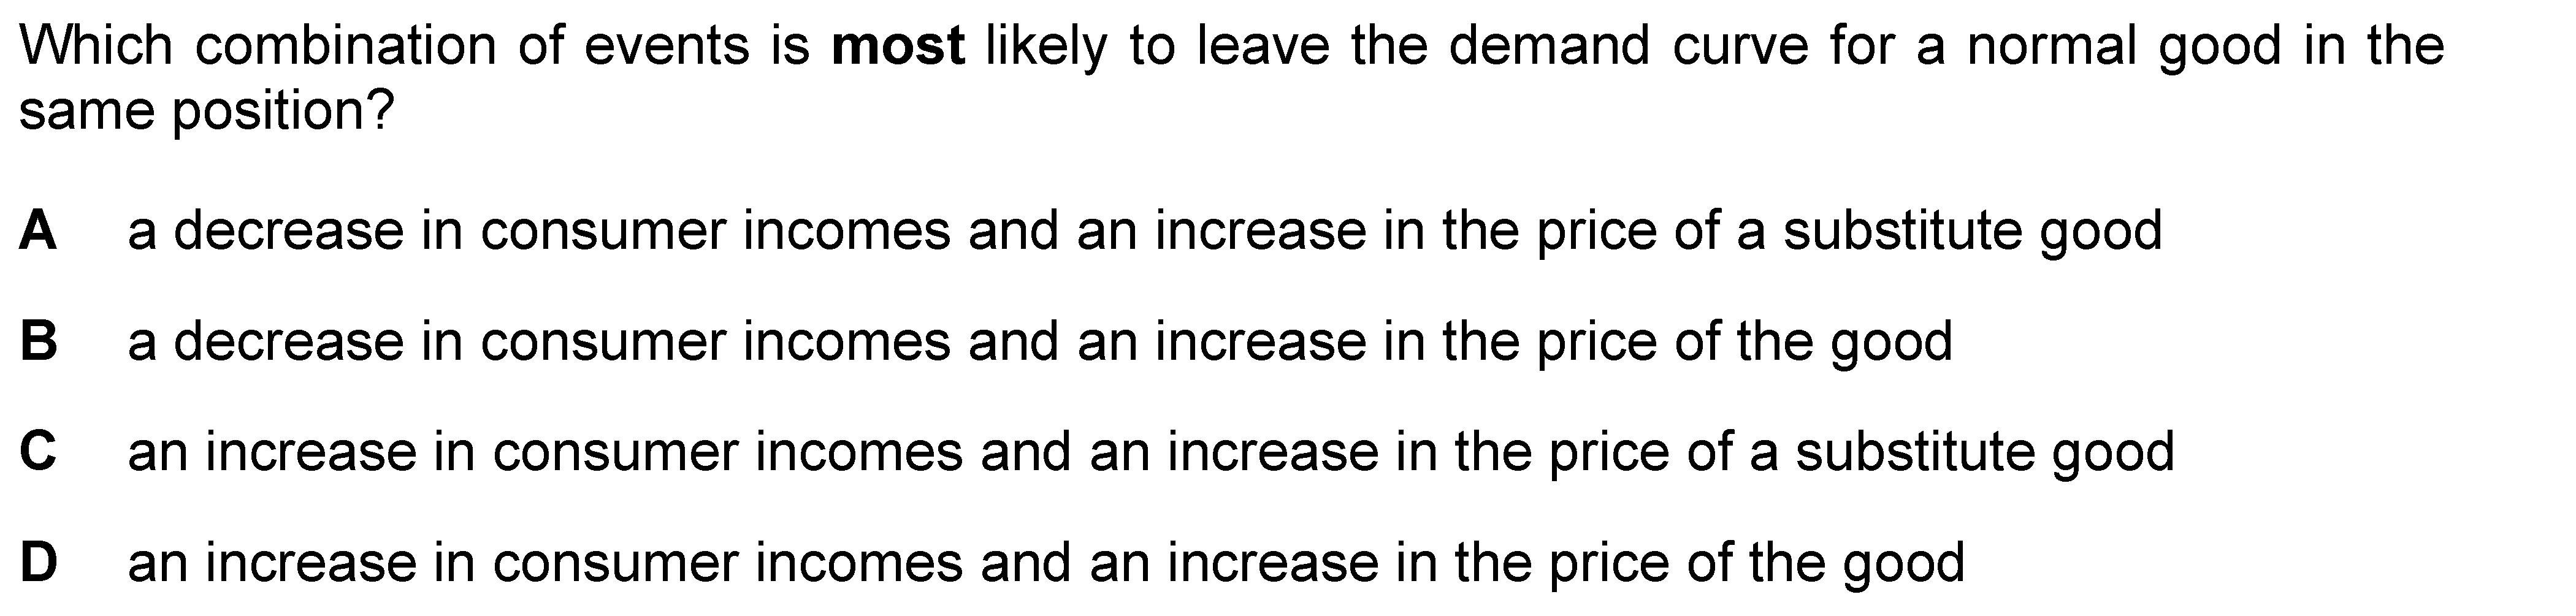 Which combination of events is most likely to leave the demand curve for a normal good in the
same position?
A a decrease in consumer incomes and an increase in the price of a substitute good
B a decrease in consumer incomes and an increase in the price of the good
C an increase in consumer incomes and an increase in the price of a substitute good
D an increase in consumer incomes and an increase in the price of the good